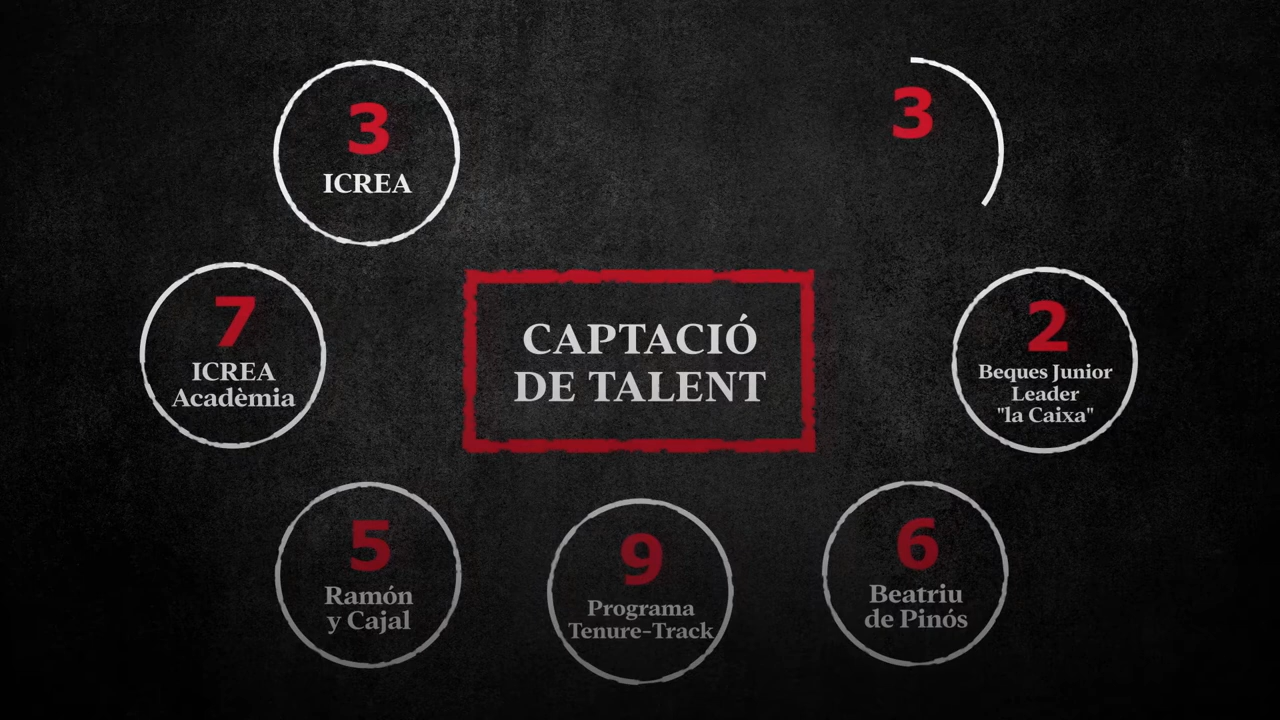 3
ICREA
3
7
ICREA
Acadèmia
CAPTACIÓ
DE TALENT
2
Beques Junior
Leader
"la Caixa"
5
Ramón
y Cajal
9
Programa
Tenure-Track
6
Beatriu
de Pinós